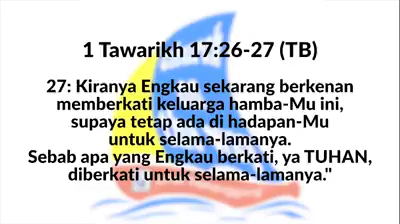 1 Tawarikh 17:26-27 (TB)
27: Kiranya Engkau sekarang berkenan
memberkati keluarga hamba-Mu ini,
supaya tetap ada di hadapan-Mu
untuk selama-lamanya.
Sebab apa yang Engkau berkati, ya TUHAN,
diberkati untuk selama-lamanya."